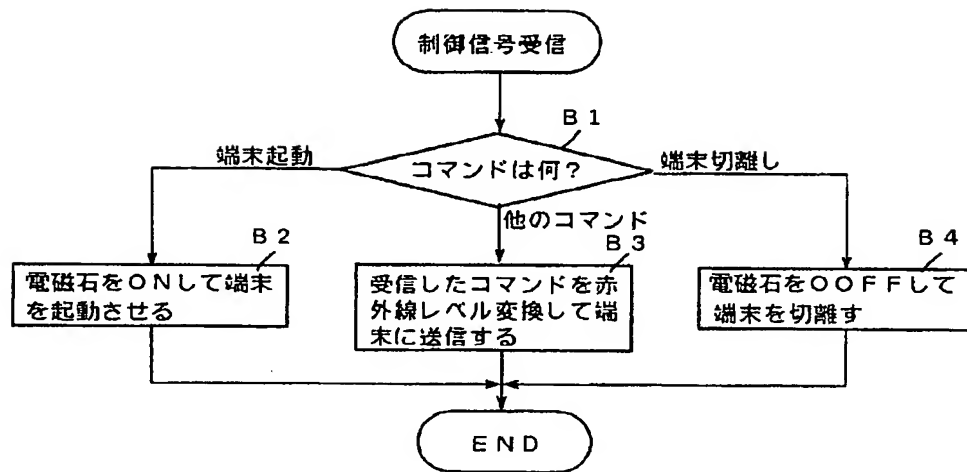 制御信号受信
B1
端末起動
コマンドは何?
端末切離し
他のコマンド
B2
B3
B4
電磁石をONして端末
を起動させる
受信したコマンドを赤
外線レベル変換して端
末に送信する
電磁石をOOFFして
端末を切離す
END